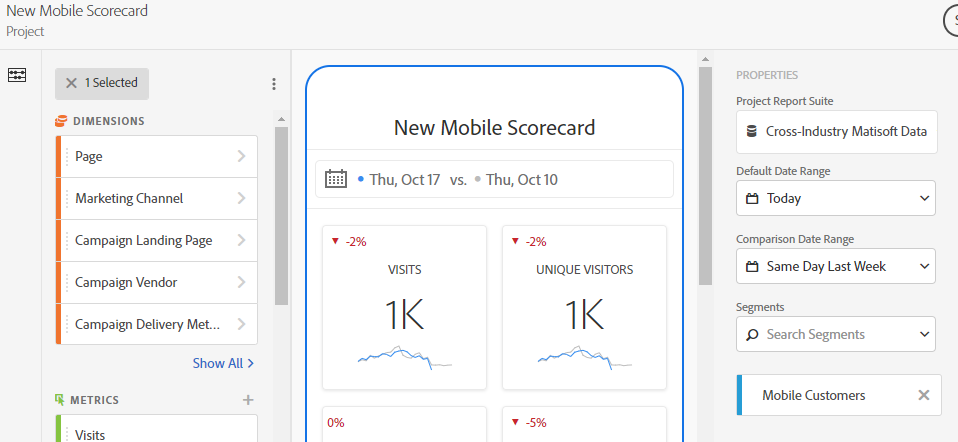 New Mobile Scorecard
Project
S
1 Selected
DIMENSIONS
Page
Marketing Channel
Campaign Landing Page
Campaign Vendor
Campaign Delivery Met...
Show All
METRICS
Visits
New Mobile Scorecard
Thu, Oct 17 vs. Thu, Oct 10
-2%
VISITS
1K
-2%
UNIQUE VISITORS
1K
0%
-5%
PROPERTIES
Project Report Suite
Cross-Industry Matisoft Data
Default Date Range
Today
Comparison Date Range
Same Day Last Week
Segments
Search Segments
Mobile Customers